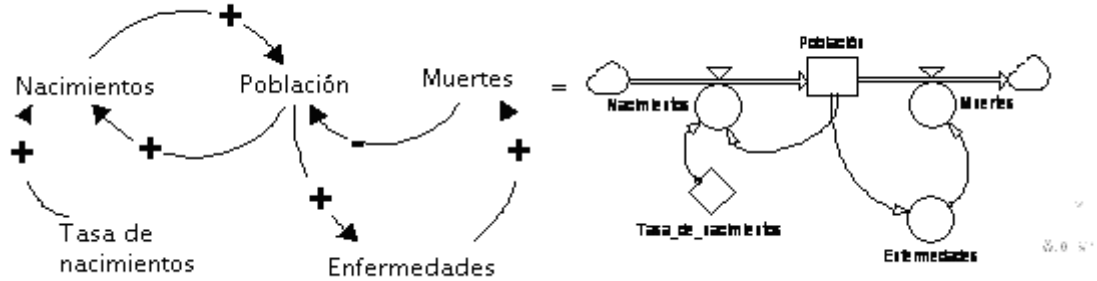 +
Nacimientos
Población
Muertes
+
+
-
+
+
Tasa de
nacimientos
Enfermedades
=
Población
Nacimientos
Muertes
Tasa_de_nacimientos
Enfermedades